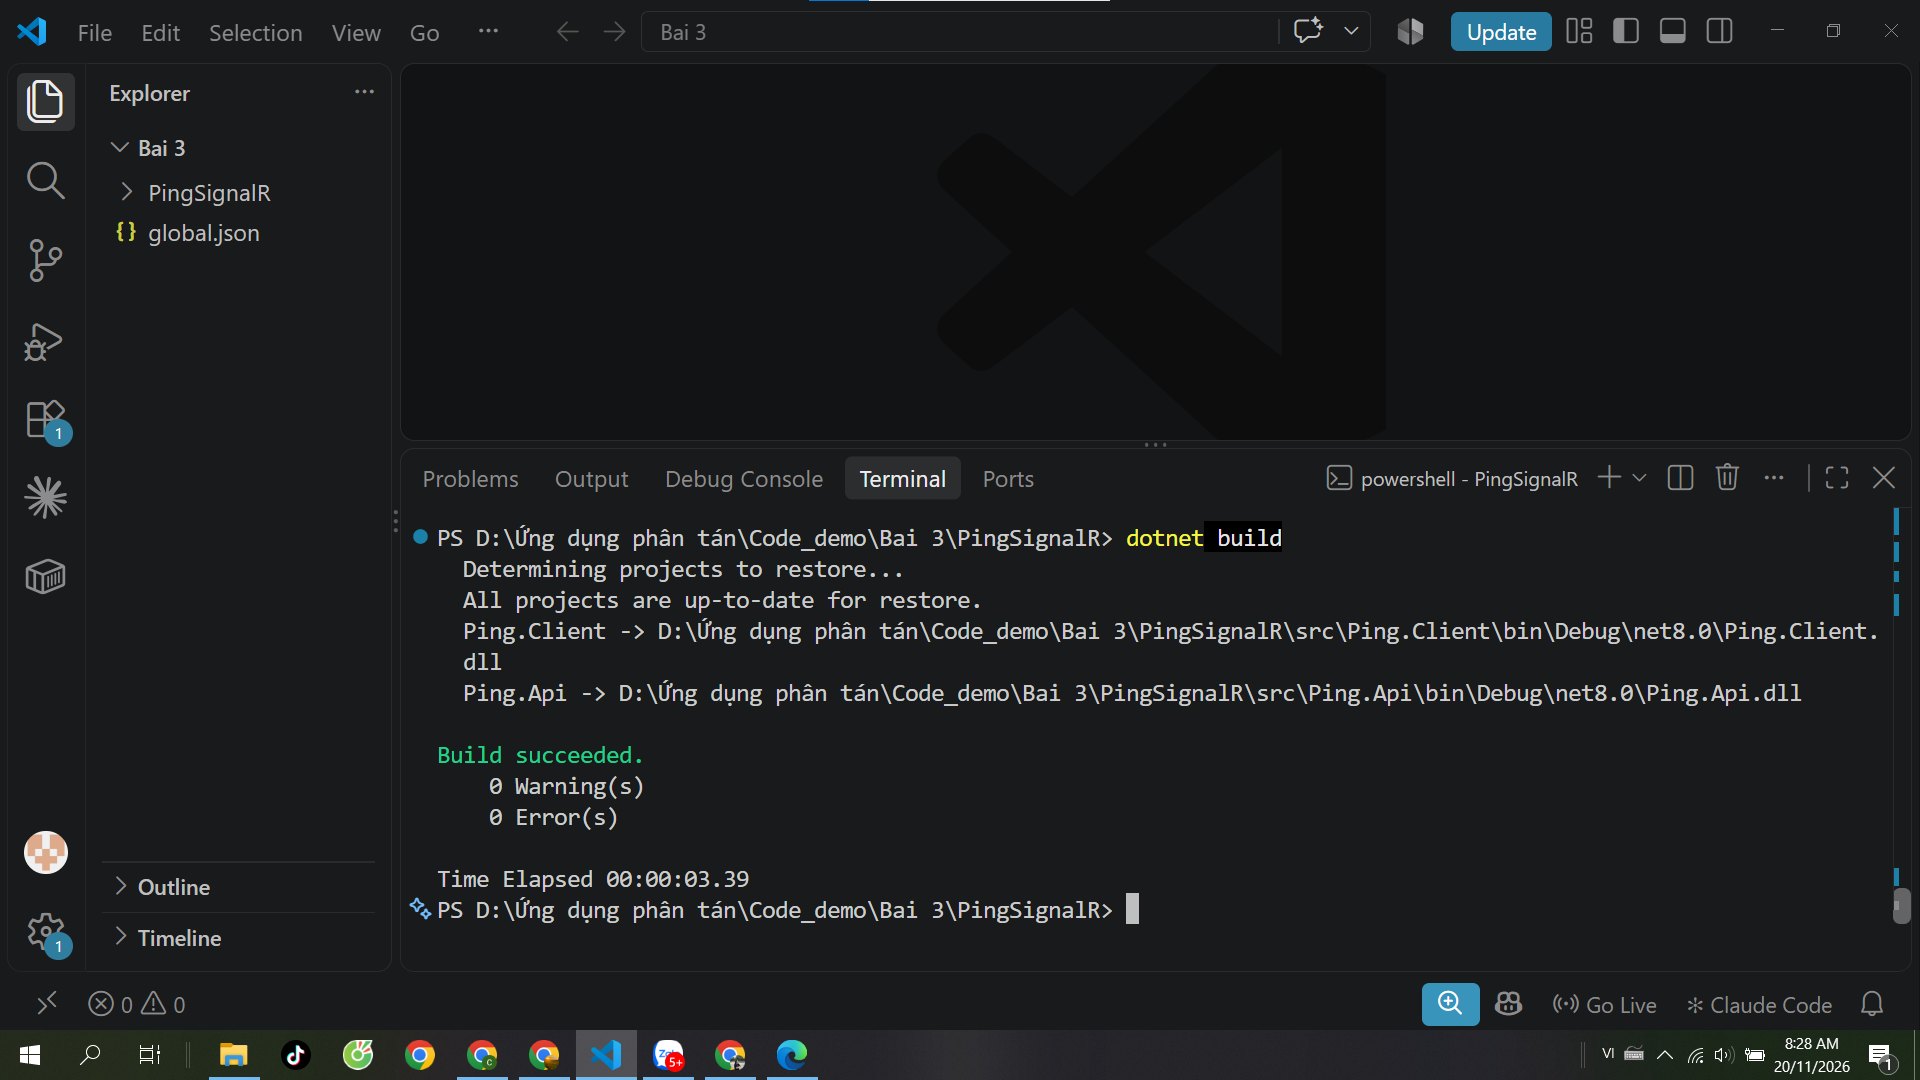 File Edit Selection View Go ···
Bai 3
Update
Explorer
Bai 3
PingSignalR
{} global.json
1
Outline
Timeline
1
Problems Output Debug Console Terminal Ports
powershell - PingSignalR
PS D:\Ứng dụng phân tán\Code_demo\Bai 3\PingSignalR> dotnet build
Determining projects to restore...
All projects are up-to-date for restore.
Ping.Client -> D:\Ứng dụng phân tán\Code_demo\Bai 3\PingSignalR\src\Ping.Client\bin\Debug\net8.0\Ping.Client.
dll
Ping.Api -> D:\Ứng dụng phân tán\Code_demo\Bai 3\PingSignalR\src\Ping.Api\bin\Debug\net8.0\Ping.Api.dll
Build succeeded.
0 Warning(s)
0 Error(s)
Time Elapsed 00:00:03.39
PS D:\Ứng dụng phân tán\Code_demo\Bai 3\PingSignalR>
0 0
Go Live Claude Code
5+
VI
8:28 AM
20/11/2026
1